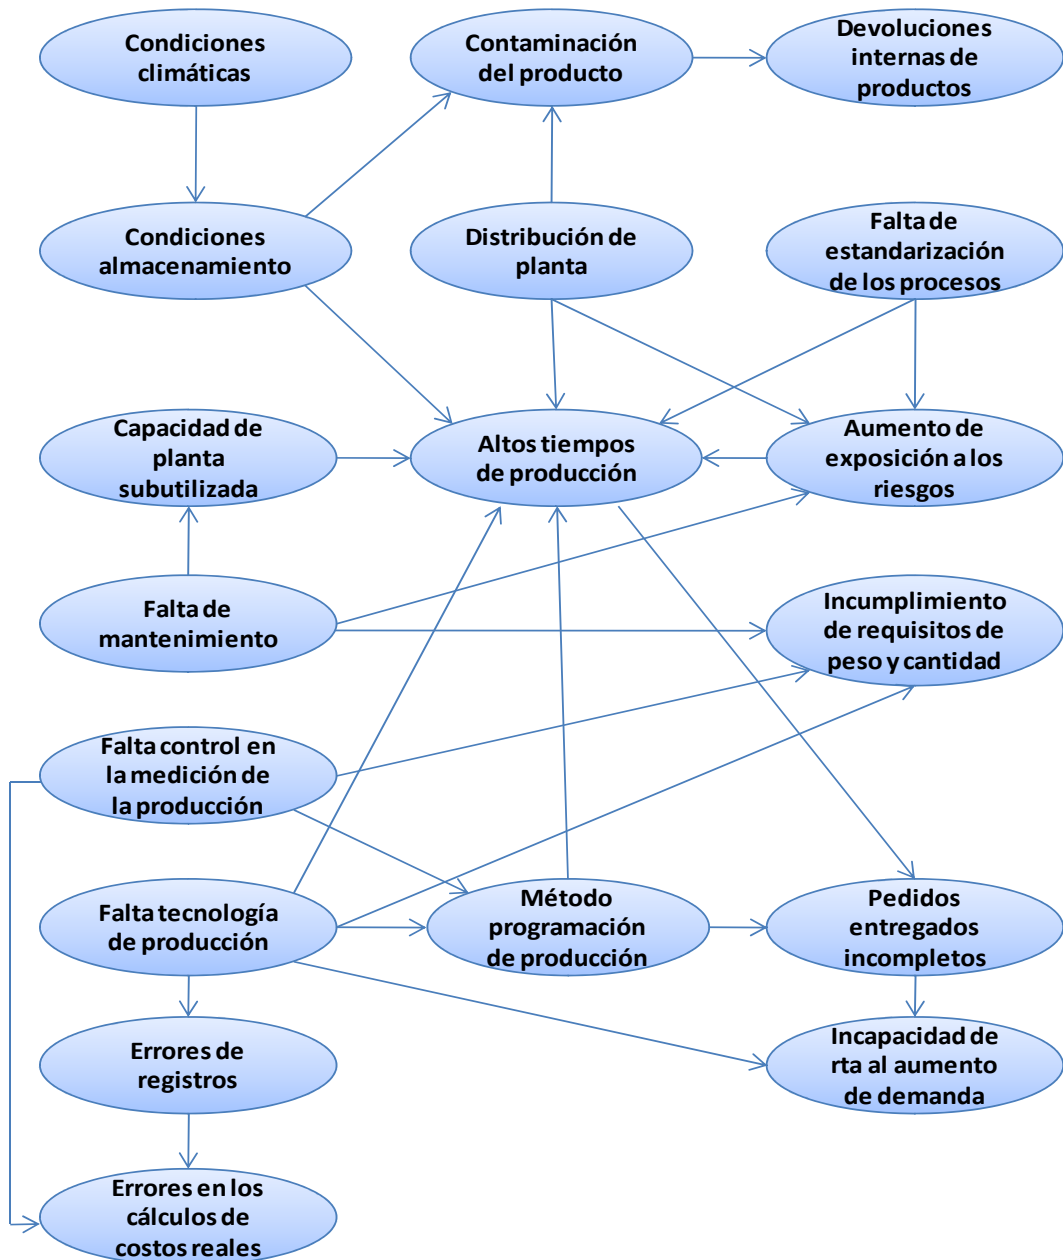 Condiciones
climáticas
Contaminación
del producto
Devoluciones
internas de
productos
Condiciones
almacenamiento
Distribución de
planta
Falta de
estandarización
de los procesos
Capacidad de
planta
subutilizada
Altos tiempos
de producción
Aumento de
exposición a los
riesgos
Falta de
mantenimiento
Incumplimiento
de requisitos de
peso y cantidad
Falta control en
la medición de
la producción
Falta tecnología
de producción
Método
programación
de producción
Pedidos
entregados
incompletos
Errores de
registros
Incapacidad de
rta al aumento
de demanda
Errores en los
cálculos de
costos reales